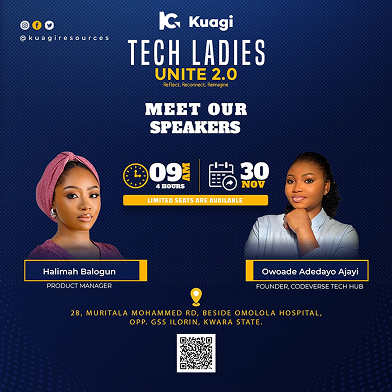 Kuagi
@kuagiresources
TECH LADIES
UNITE 2.0
Reflect, Reconnect, Reimagine
MEET OUR
SPEAKERS
09 AM
4 HOURS
30
NOV
LIMITED SEATS ARE AVAILABLE
Halimah Balogun
PRODUCT MANAGER
Owoade Adedayo Ajayi
FOUNDER, CODEVERSE TECH HUB
28, MURITALA MOHAMMED RD, BESIDE OMOLOLA HOSPITAL,
OPP. GSS ILORIN, KWARA STATE.